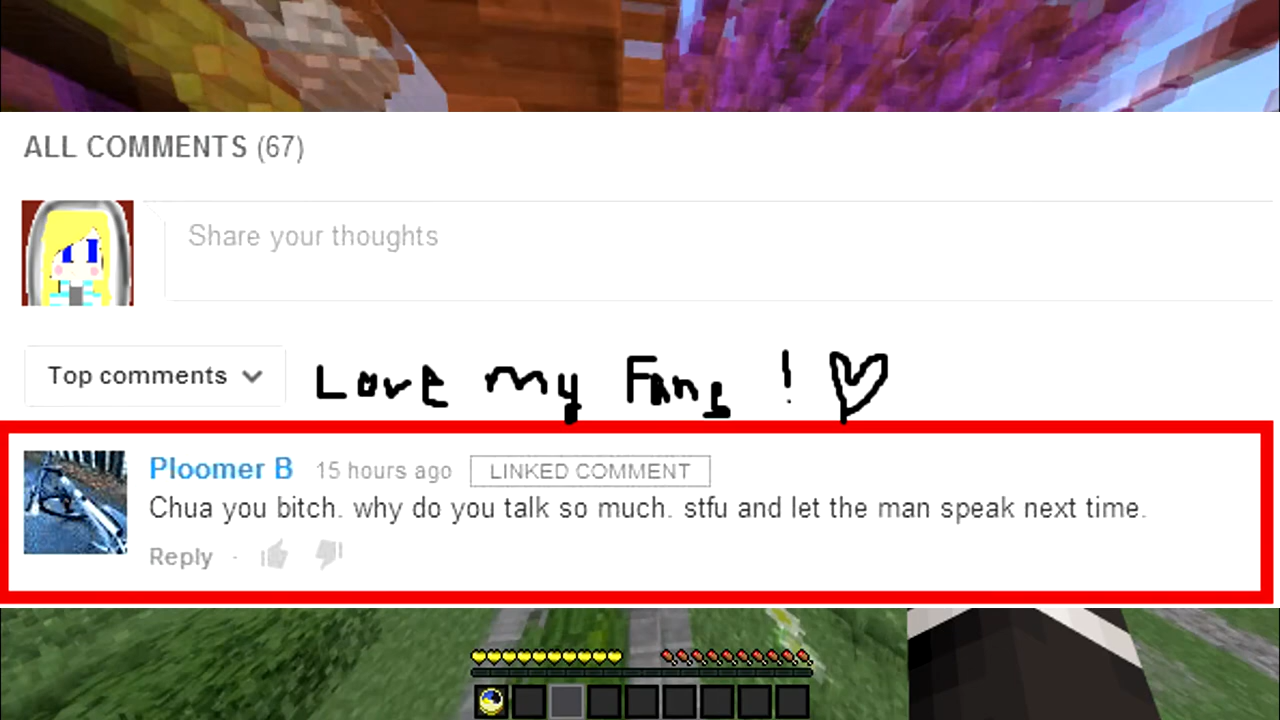 ALL COMMENTS (67)
Share your thoughts
Top comments
Love my Fans ! ♡
Ploomer B 15 hours ago LINKED COMMENT
Chua you bitch. why do you talk so much. stfu and let the man speak next time.
Reply ·